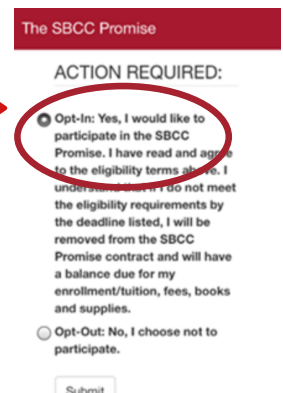 The SBCC Promise
ACTION REQUIRED:
Opt-In: Yes, I would like to
participate in the SBCC
Promise. I have read and agree
to the eligibility terms above. I
understand that if I do not meet
the eligibility requirements by
the deadline listed, I will be
removed from the SBCC
Promise contract and will have
a balance due for my
enrollment/tuition, fees, books
and supplies.
Opt-Out: No, I choose not to
participate.
Submit